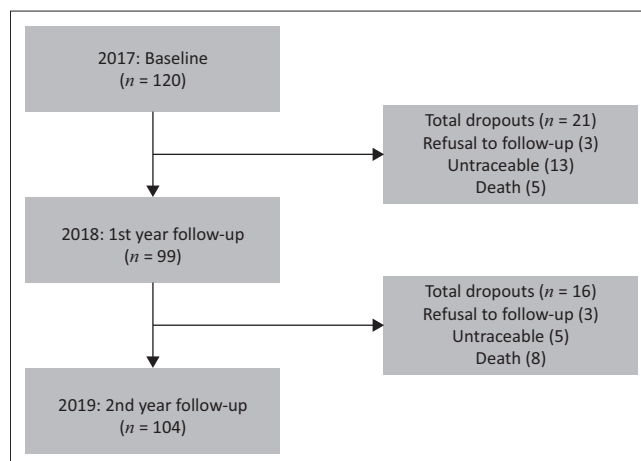 2017: Baseline
(n = 120)
Total dropouts (n = 21)
Refusal to follow-up (3)
Untraceable (13)
Death (5)
2018: 1st year follow-up
(n = 99)
Total dropouts (n = 16)
Refusal to follow-up (3)
Untraceable (5)
Death (8)
2019: 2nd year follow-up
(n = 104)